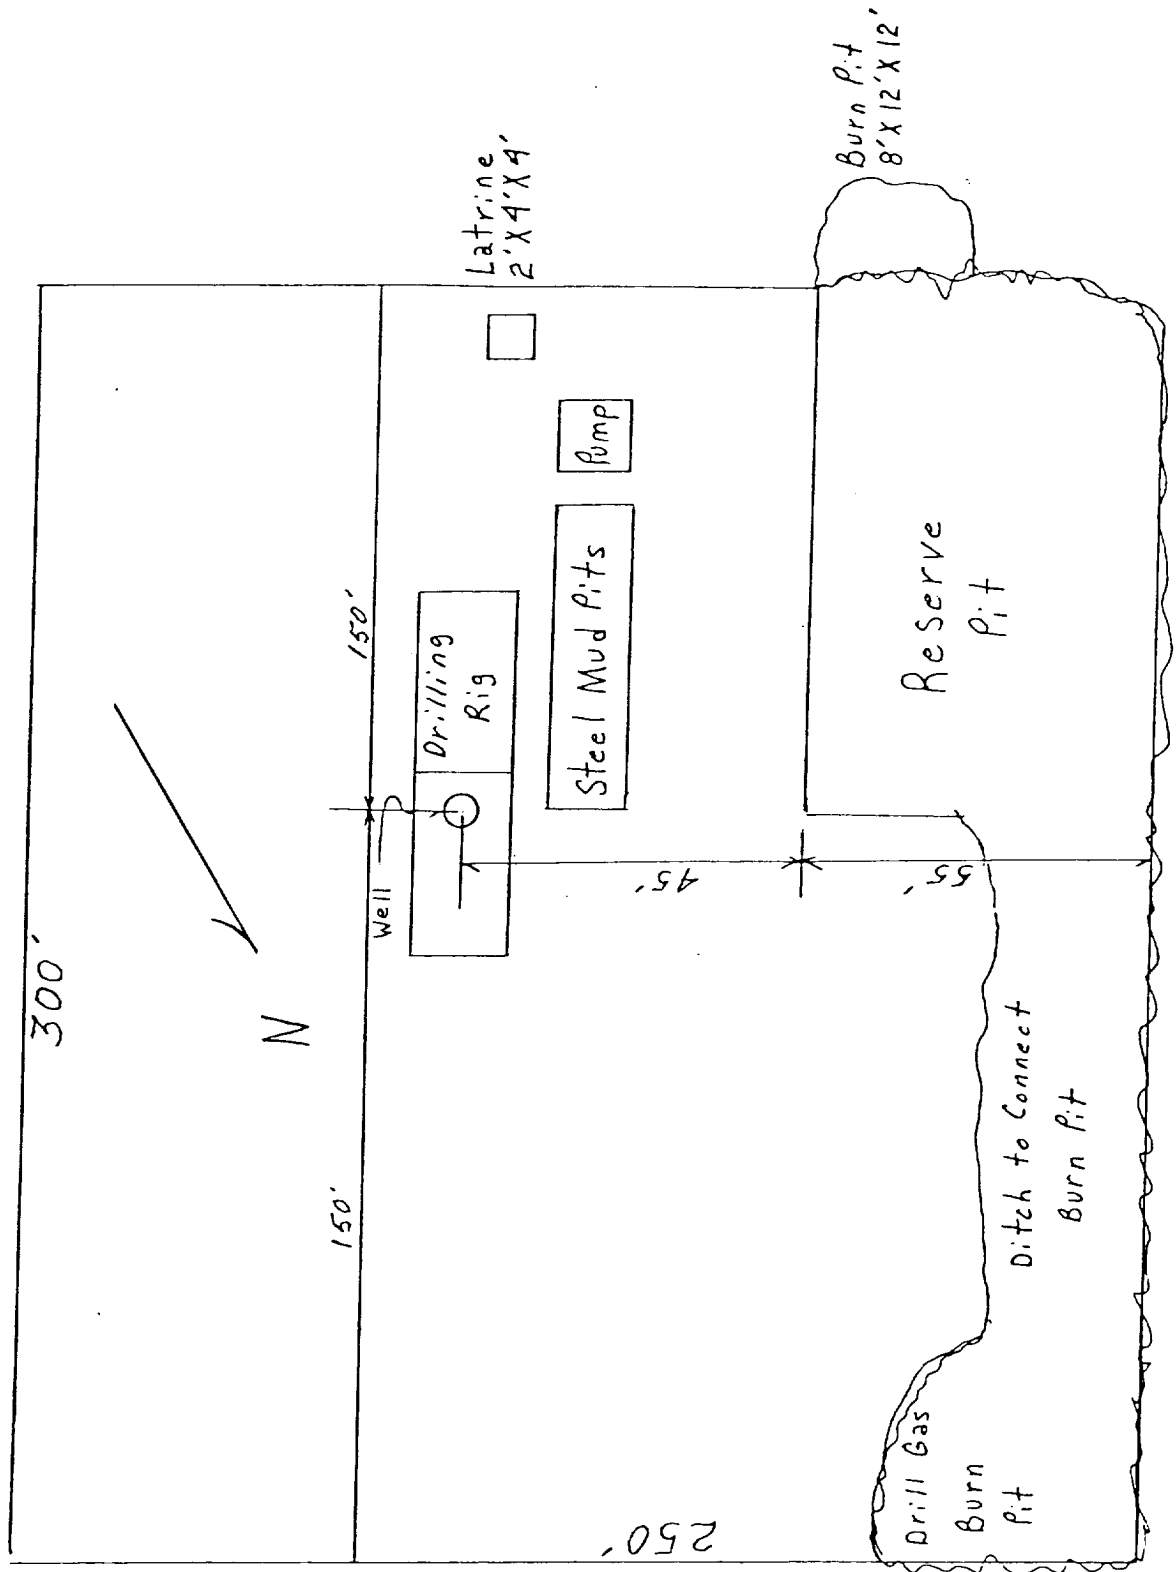 300'
N
150'
150'
Well
Drilling
Rig
Steel Mud Pits
Pump
Latrine
2'X4'X4'
45'
55'
250'
Reserve
Pit
Burn Pit
8'X12'X12'
Ditch to Connect
Burn Pit
Drill Gas
Burn
Pit